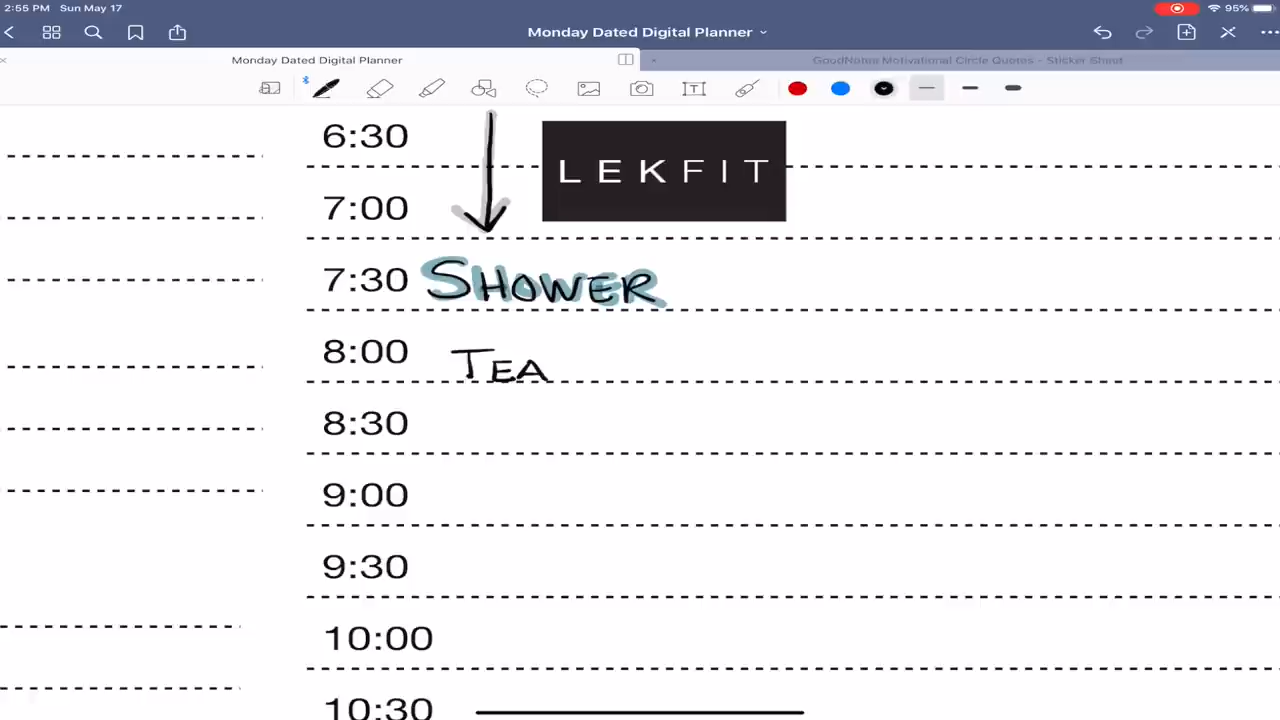 2:55 PM Sun May 17
95%
Monday Dated Digital Planner
Monday Dated Digital Planner
GoodNotes Motivational Circle Quotes - Sticker Sheet
T
6:30
LEKFIT
7:00
7:30 SHOWER
8:00 TEA
8:30
9:00
9:30
10:00
10:30